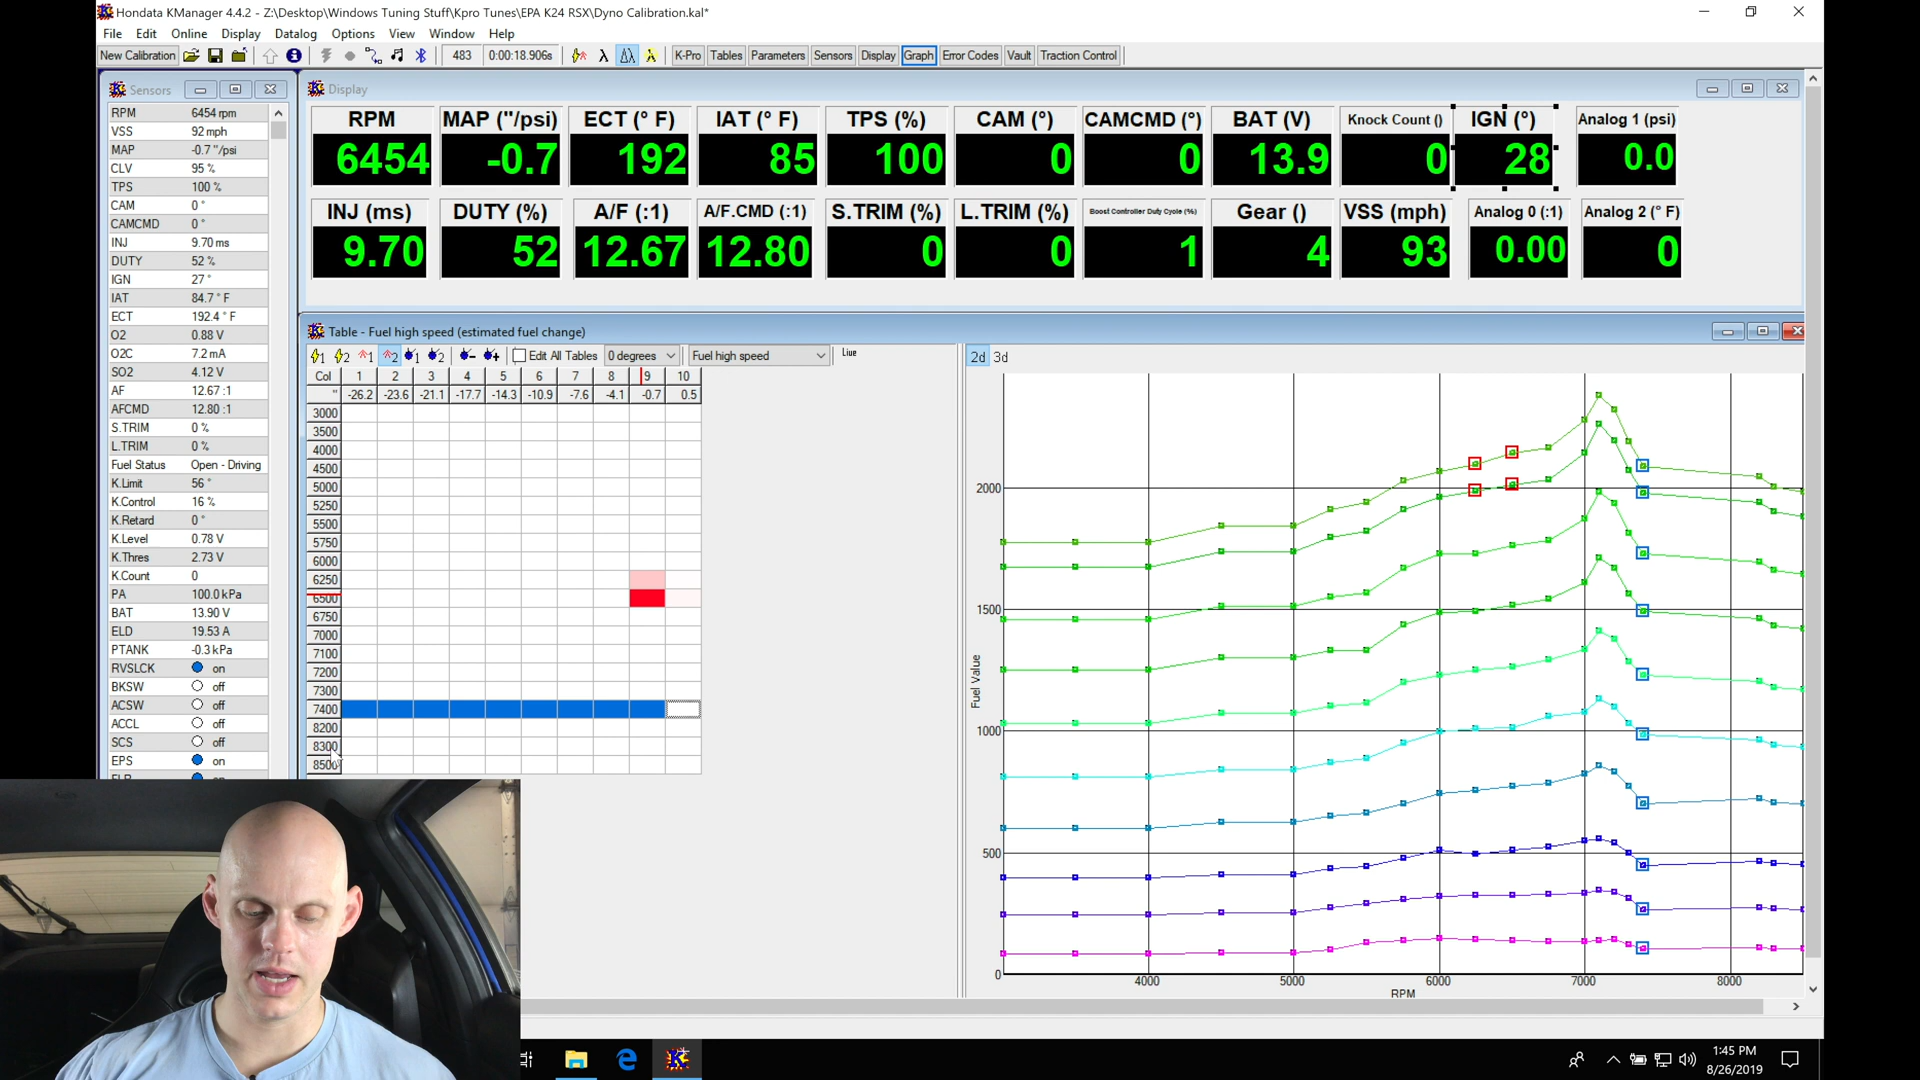 Hondata KManager 4.4.2 - Z:\Desktop\Windows Tuning Stuff\Kpro Tunes\EPA K24 RSX\Dyno Calibration.kal*
File Edit Online Display Datalog Options View Window Help
New Calibration 483 0:00:18.906s K-Pro Tables Parameters Sensors Display Graph Error Codes Vault Traction Control
Sensors
RPM 6454 rpm
VSS 92 mph
MAP -0.7 "/psi
CLV 95 %
TPS 100 %
CAM 0 °
CAMCMD 0 °
INJ 9.70 ms
DUTY 52 %
IGN 27 °
IAT 84.7 ° F
ECT 192.4 ° F
O2 0.88 V
O2C 7.2 mA
SO2 4.12 V
AF 12.67 :1
AFCMD 12.80 :1
S.TRIM 0 %
L.TRIM 0 %
Fuel Status Open - Driving
K.Limit 56 °
K.Control 16 %
K.Retard 0 °
K.Level 0.78 V
K.Thres 2.73 V
K.Count 0
PA 100.0 kPa
BAT 13.90 V
ELD 19.53 A
PTANK -0.3 kPa
RVSLCK on
BKSW off
ACSW off
ACCL off
SCS off
EPS on
Display
RPM MAP ("/psi) ECT (° F) IAT (° F) TPS (%) CAM (°) CAMCMD (°) BAT (V) Knock Count () IGN (°) Analog 1 (psi)
6454 -0.7 192 85 100 0 0 13.9 0 28 0.0
INJ (ms) DUTY (%) A/F (:1) A/F.CMD (:1) S.TRIM (%) L.TRIM (%) Boost Controller Duty Cycle (%) Gear () VSS (mph) Analog 0 (:1) Analog 2 (° F)
9.70 52 12.67 12.80 0 0 1 4 93 0.00 0
Table - Fuel high speed (estimated fuel change)
1 2 1 2 1 2 Edit All Tables 0 degrees Fuel high speed Live
Col 1 2 3 4 5 6 7 8 9 10
" -26.2 -23.6 -21.1 -17.7 -14.3 -10.9 -7.6 -4.1 -0.7 0.5
3000
3500
4000
4500
5000
5250
5500
5750
6000
6250
6500
6750
7000
7100
7200
7300
7400
8200
8300
8500
2d 3d
Fuel Value
2000
1500
1000
500
0
4000 5000 6000 7000 8000
RPM
1:45 PM
8/26/2019